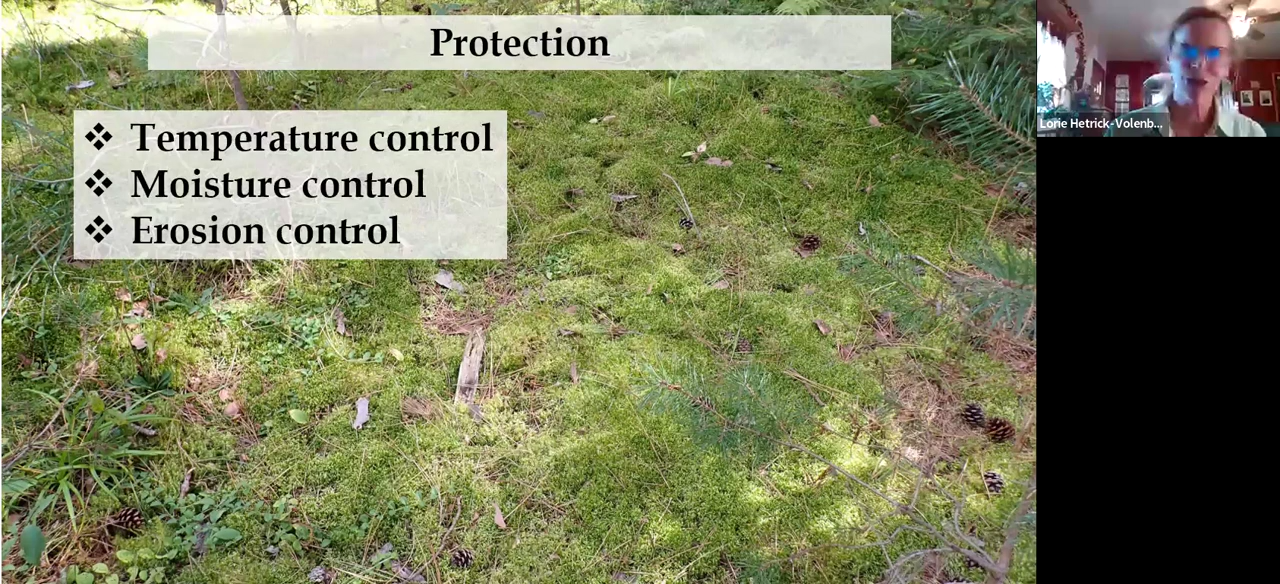 Protection
❖ Temperature control
❖ Moisture control
❖ Erosion control
Lorie Hetrick-Volenb...